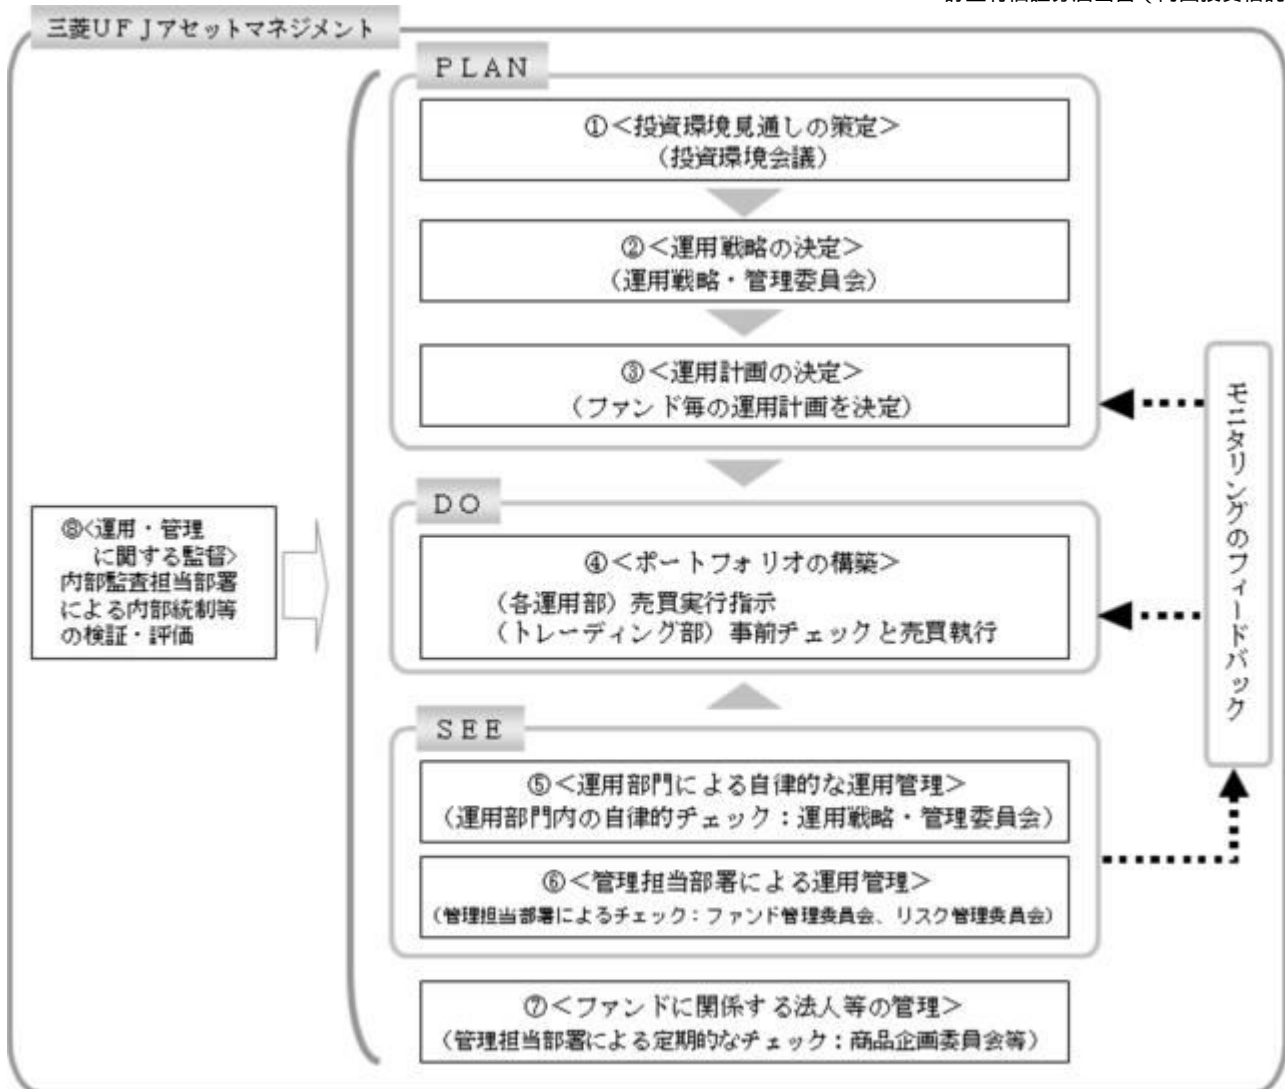 三菱ＵＦＪアセットマネジメント
ＰＬＡＮ
①＜投資環境見通しの策定＞
（投資環境会議）
②＜運用戦略の決定＞
（運用戦略・管理委員会）
③＜運用計画の決定＞
（ファンド毎の運用計画を決定）
ＤＯ
④＜ポートフォリオの構築＞
（各運用部）売買実行指示
（トレーディング部）事前チェックと売買執行
ＳＥＥ
⑤＜運用部門による自律的な運用管理＞
（運用部門内の自律的チェック：運用戦略・管理委員会）
⑥＜管理担当部署による運用管理＞
（管理担当部署によるチェック：ファンド管理委員会、リスク管理委員会）
⑦＜ファンドに関係する法人等の管理＞
（管理担当部署による定期的なチェック：商品企画委員会等）
⑧＜運用・管理
に関する監督＞
内部監査担当部署
による内部統制等
の検証・評価
モニタリングのフィードバック